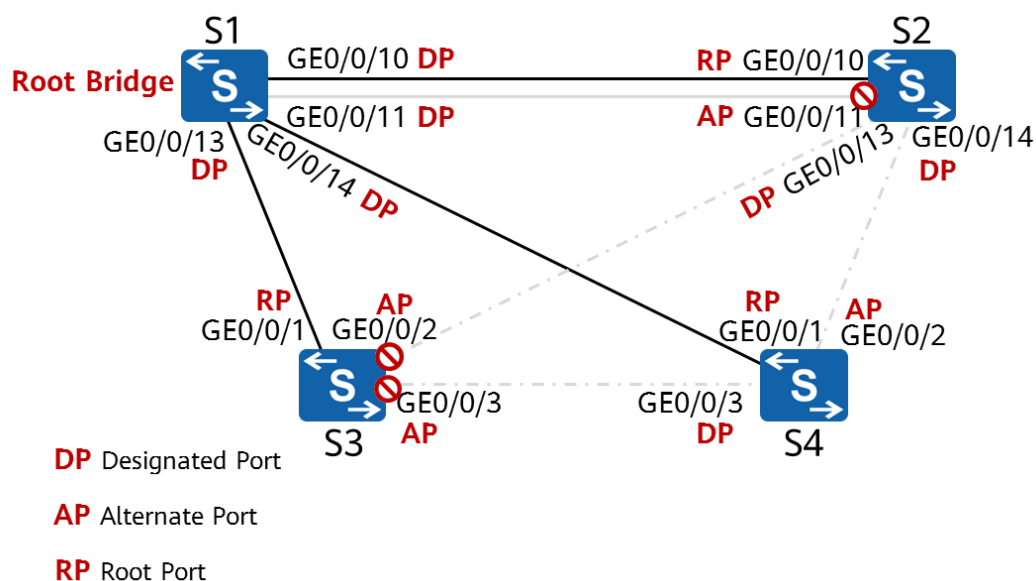 S1
S2
GE0/0/10 DP
RP GE0/0/10
Root Bridge
S
S
GE0/0/11 DP
AP GE0/0/11
GE0/0/13
DP
GE0/0/14 DP
DP GE0/0/13
GE0/0/14
DP
RP
GE0/0/1
AP
GE0/0/2
RP
GE0/0/1
AP
GE0/0/2
S
S
GE0/0/3
AP
GE0/0/3
DP
S3
S4
DP Designated Port
AP Alternate Port
RP Root Port